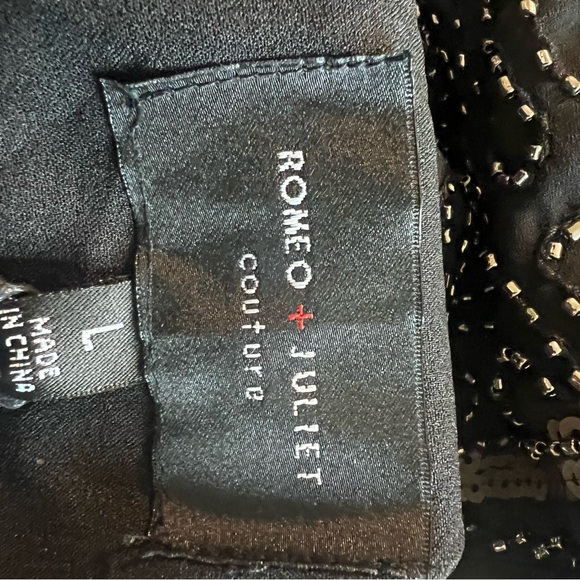 ROMEO + JULIET
couture
L
MADE
IN CHINA